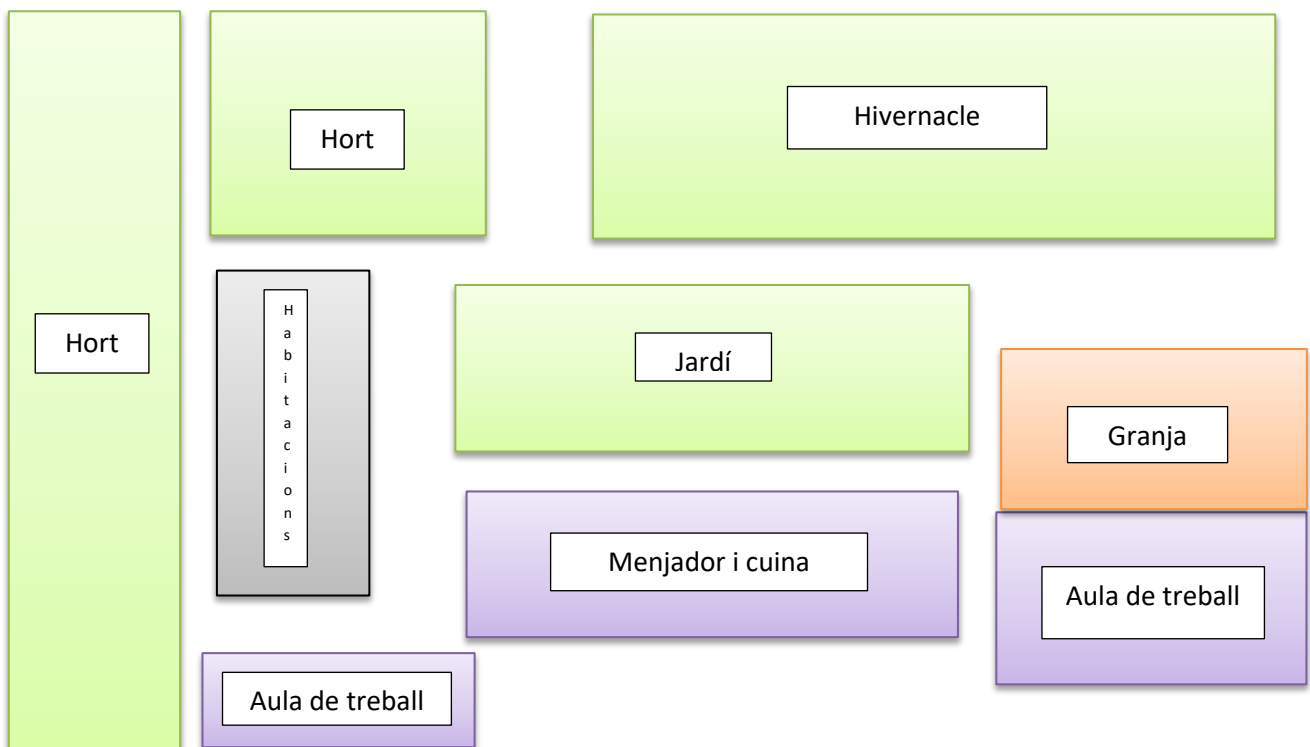 Hort
Hivernacle
Hort
Habitacions
Jardí
Granja
Menjador i cuina
Aula de treball
Aula de treball